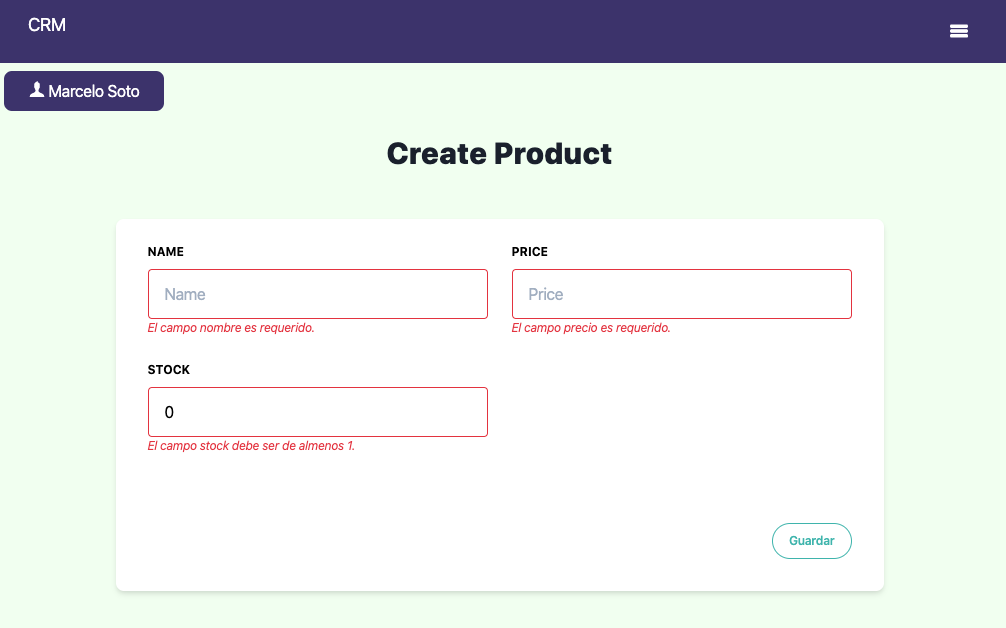 CRM
Marcelo Soto
Create Product
NAME
PRICE
Name
Price
El campo nombre es requerido.
El campo precio es requerido.
STOCK
0
El campo stock debe ser de almenos 1.
Guardar